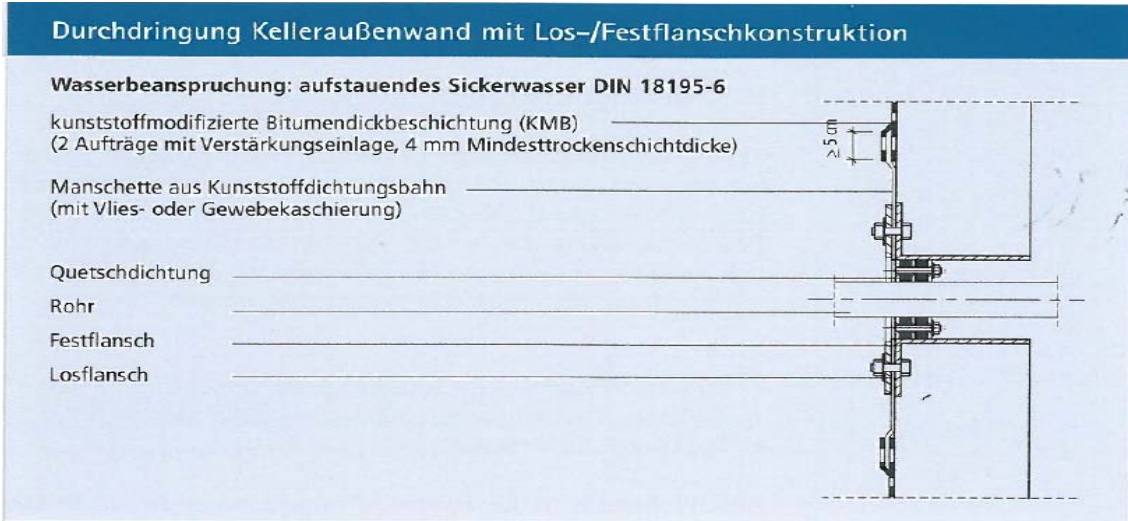 Durchdringung Kelleraußenwand mit Los–/Festflanschkonstruktion
Wasserbeanspruchung: aufstauendes Sickerwasser DIN 18195-6
kunststoffmodifizierte Bitumendickbeschichtung (KMB)
(2 Aufträge mit Verstärkungseinlage, 4 mm Mindesttrockenschichtdicke)
≥5 cm
Manschette aus Kunststoffdichtungsbahn
(mit Vlies- oder Gewebekaschierung)
Quetschdichtung
Rohr
Festflansch
Losflansch